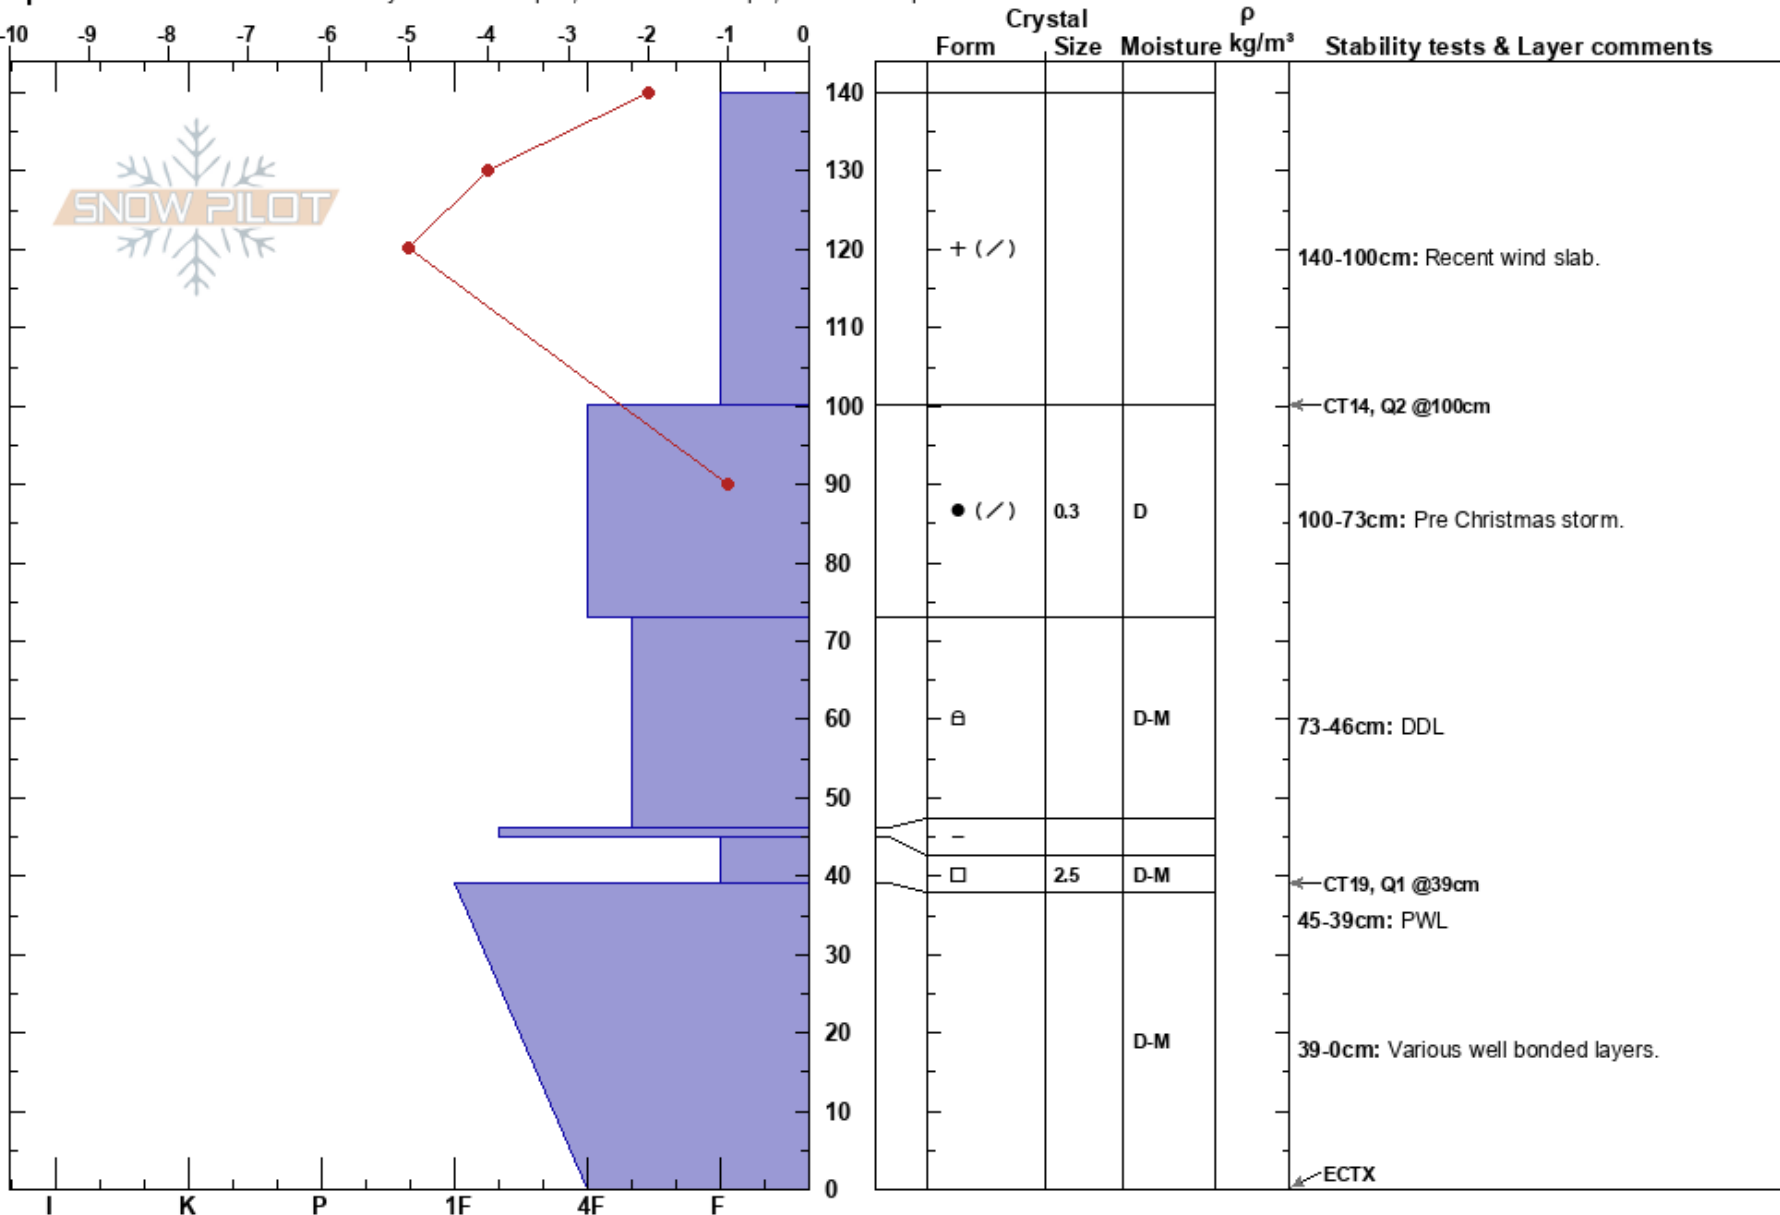 Crystal ρ
-10 -9 -8 -7 -6 -5 -4 -3 -2 -1 0 Form Size Moisture kg/m³ Stability tests & Layer comments
140
SNOW PILOT
130
120 + (/) 140-100cm: Recent wind slab.
110
100 CT14, Q2 @100cm
90
● (/) 0.3 D 100-73cm: Pre Christmas storm.
80
70
60 D-M 73-46cm: DDL
50
–
40 □ 2.5 D-M CT19, Q1 @39cm
45-39cm: PWL
30
20
D-M 39-0cm: Various well bonded layers.
10
ECTX
0
I K P 1F 4F F